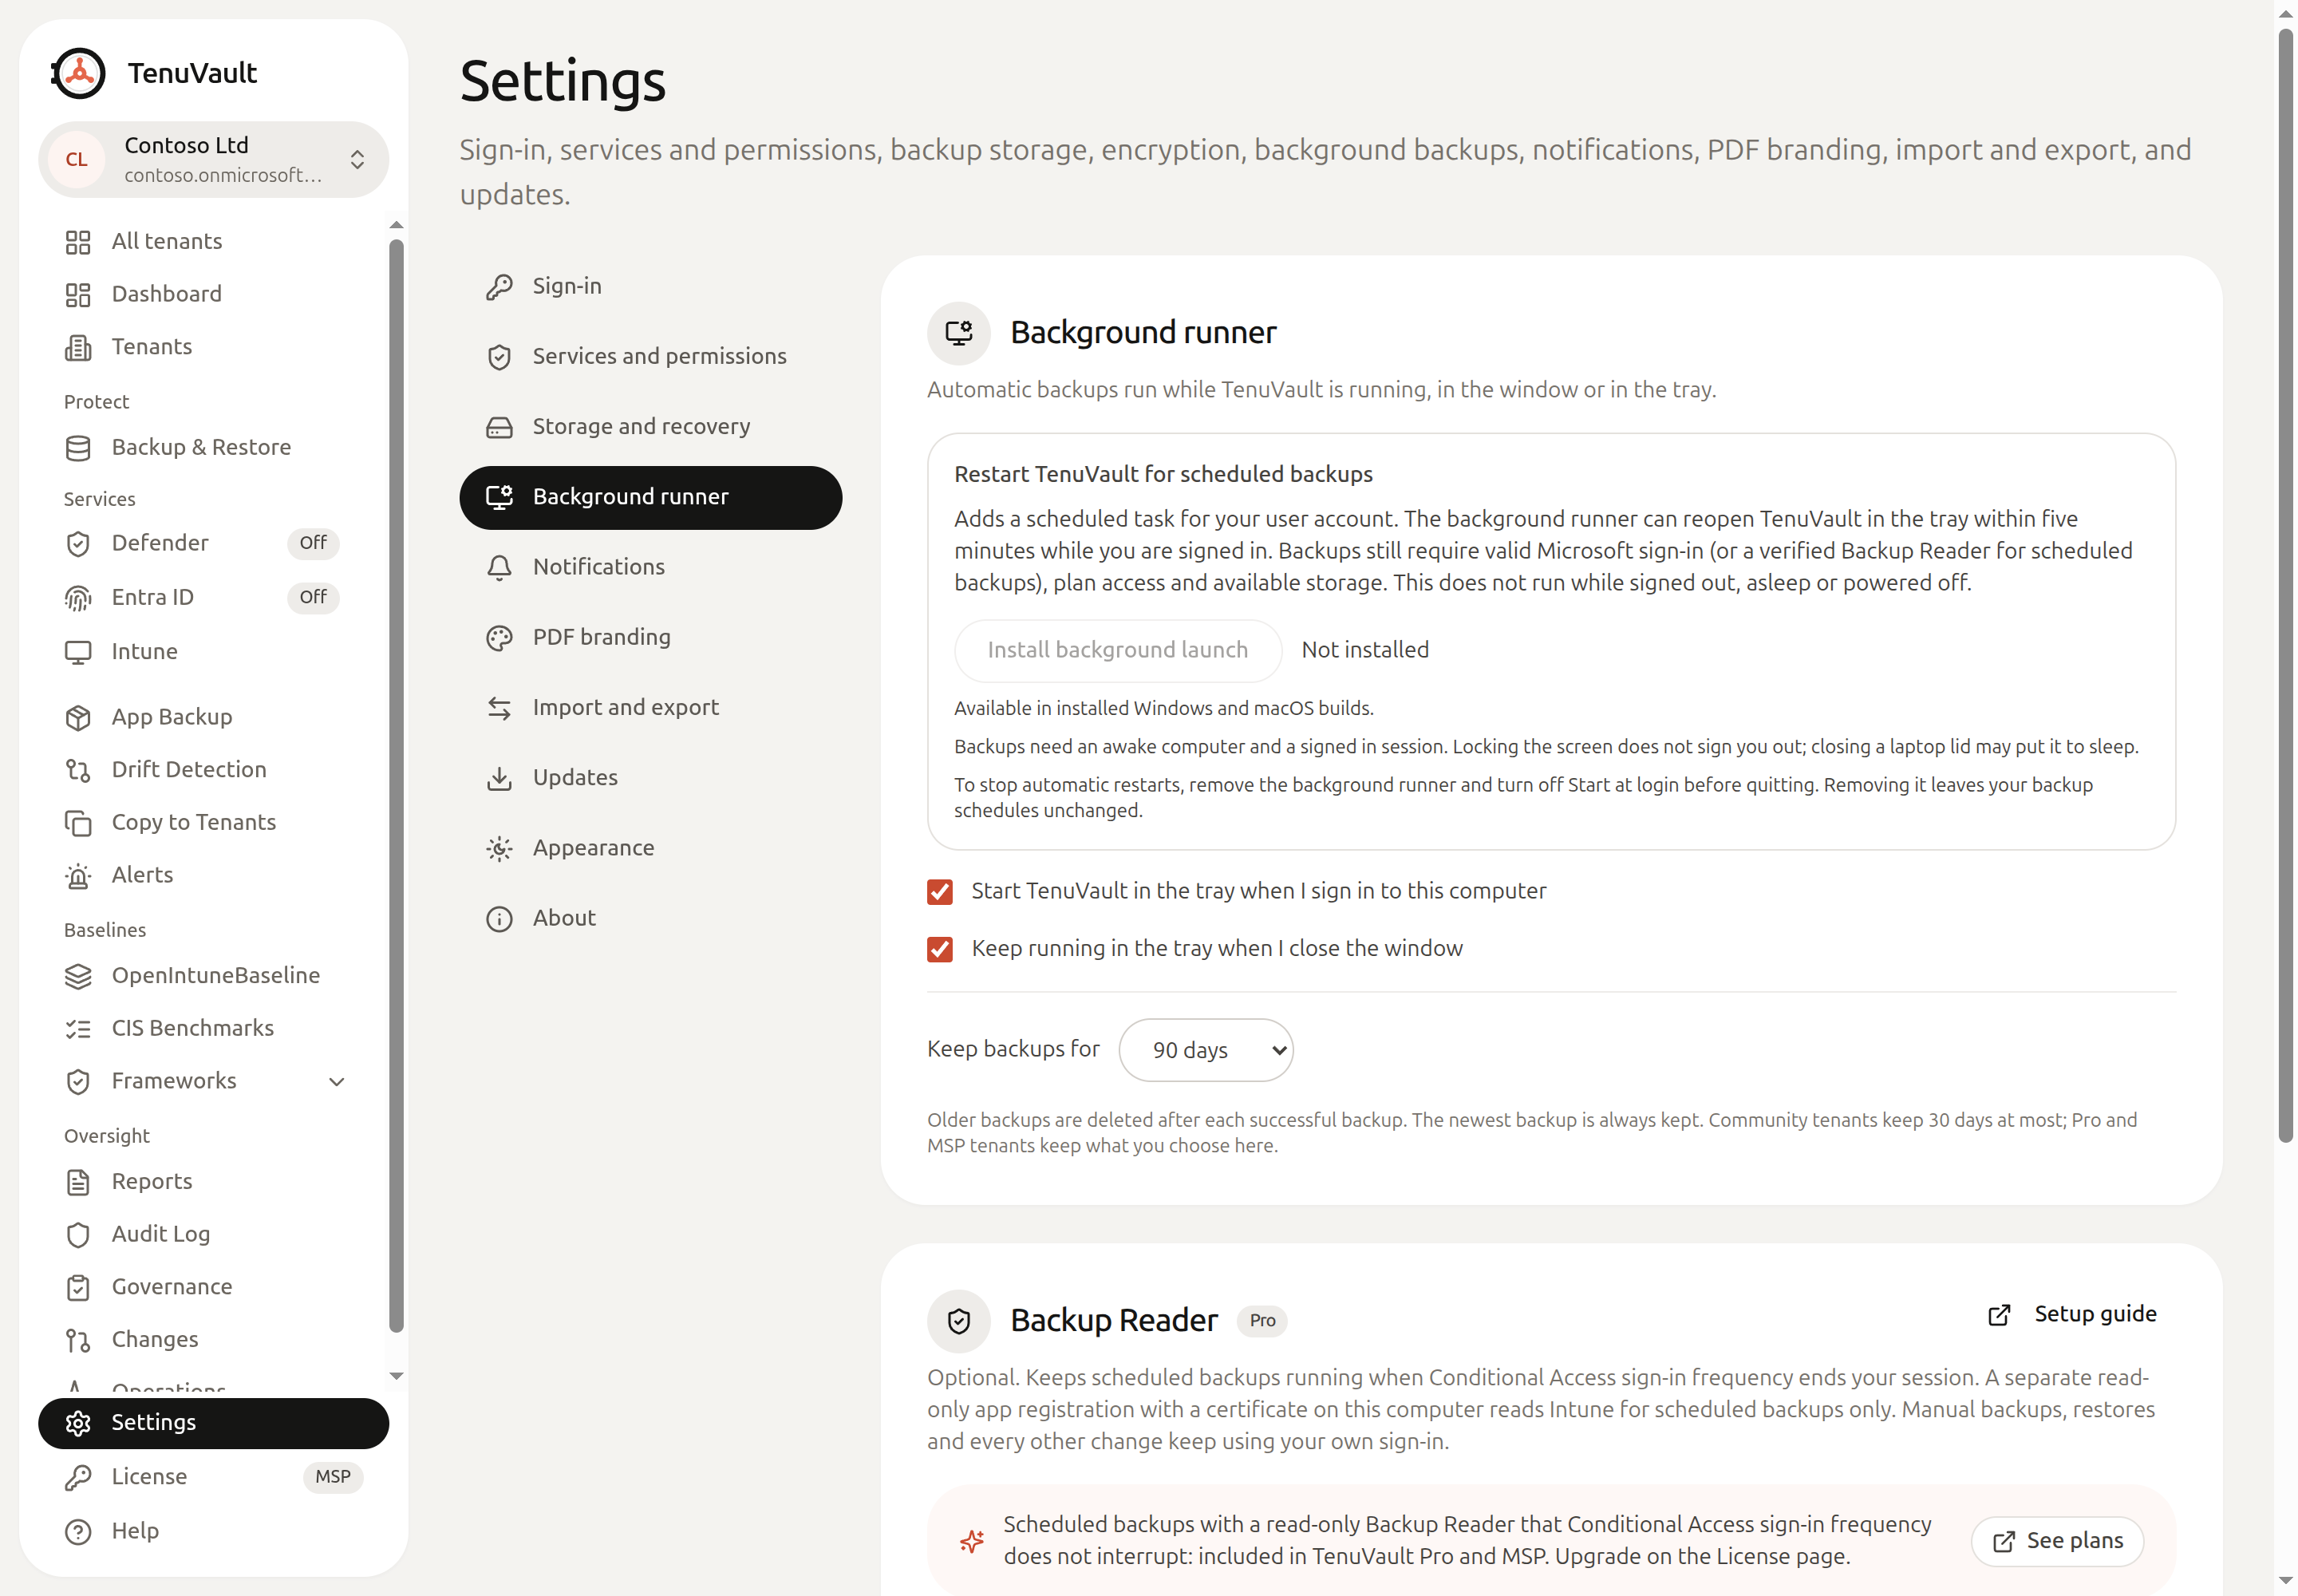 TenuVault
CL
Contoso Ltd
contoso.onmicrosoft...
All tenants
Dashboard
Tenants
Protect
Backup & Restore
Services
Defender
Off
Entra ID
Off
Intune
App Backup
Drift Detection
Copy to Tenants
Alerts
Baselines
OpenIntuneBaseline
CIS Benchmarks
Frameworks
Oversight
Reports
Audit Log
Governance
Changes
Operations
Settings
License
MSP
Help
Settings
Sign-in, services and permissions, backup storage, encryption, background backups, notifications, PDF branding, import and export, and
updates.
Sign-in
Services and permissions
Storage and recovery
Background runner
Notifications
PDF branding
Import and export
Updates
Appearance
About
Background runner
Automatic backups run while TenuVault is running, in the window or in the tray.
Restart TenuVault for scheduled backups
Adds a scheduled task for your user account. The background runner can reopen TenuVault in the tray within five
minutes while you are signed in. Backups still require valid Microsoft sign-in (or a verified Backup Reader for scheduled
backups), plan access and available storage. This does not run while signed out, asleep or powered off.
Install background launch
Not installed
Available in installed Windows and macOS builds.
Backups need an awake computer and a signed in session. Locking the screen does not sign you out; closing a laptop lid may put it to sleep.
To stop automatic restarts, remove the background runner and turn off Start at login before quitting. Removing it leaves your backup
schedules unchanged.
Start TenuVault in the tray when I sign in to this computer
Keep running in the tray when I close the window
Keep backups for
90 days
Older backups are deleted after each successful backup. The newest backup is always kept. Community tenants keep 30 days at most; Pro and
MSP tenants keep what you choose here.
Backup Reader
Pro
Setup guide
Optional. Keeps scheduled backups running when Conditional Access sign-in frequency ends your session. A separate read-
only app registration with a certificate on this computer reads Intune for scheduled backups only. Manual backups, restores
and every other change keep using your own sign-in.
Scheduled backups with a read-only Backup Reader that Conditional Access sign-in frequency
does not interrupt: included in TenuVault Pro and MSP. Upgrade on the License page.
See plans